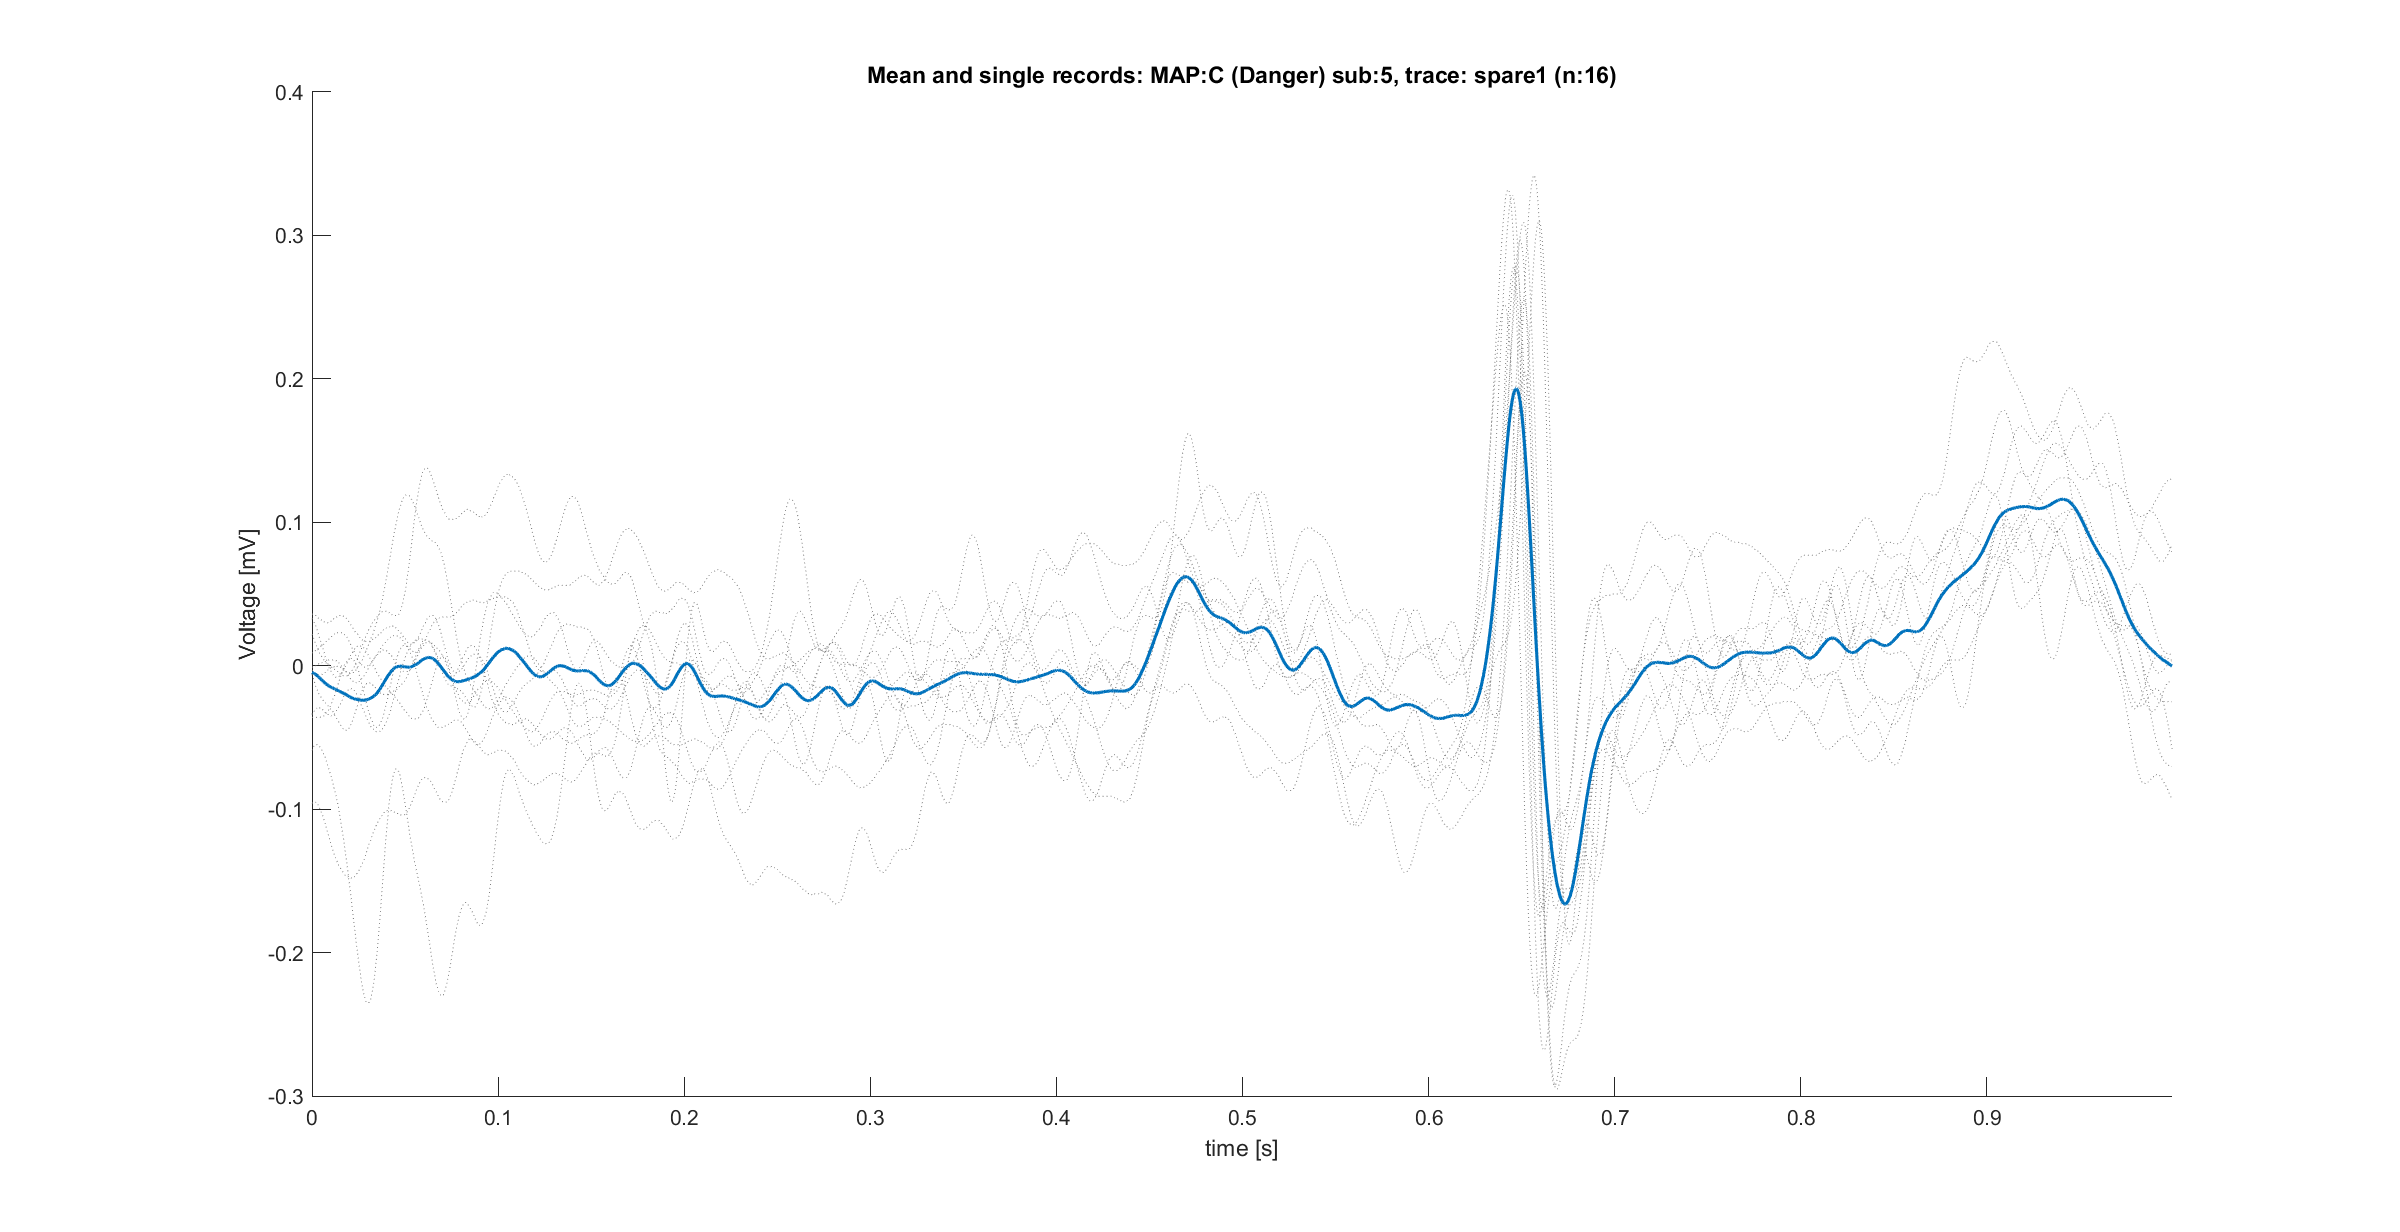 Mean and single records: MAP:C (Danger) sub:5, trace: spare1 (n:16)
0.4
0.3
0.2
0.1
0
-0.1
-0.2
-0.3
Voltage [mV]
0 0.1 0.2 0.3 0.4 0.5 0.6 0.7 0.8 0.9
time [s]